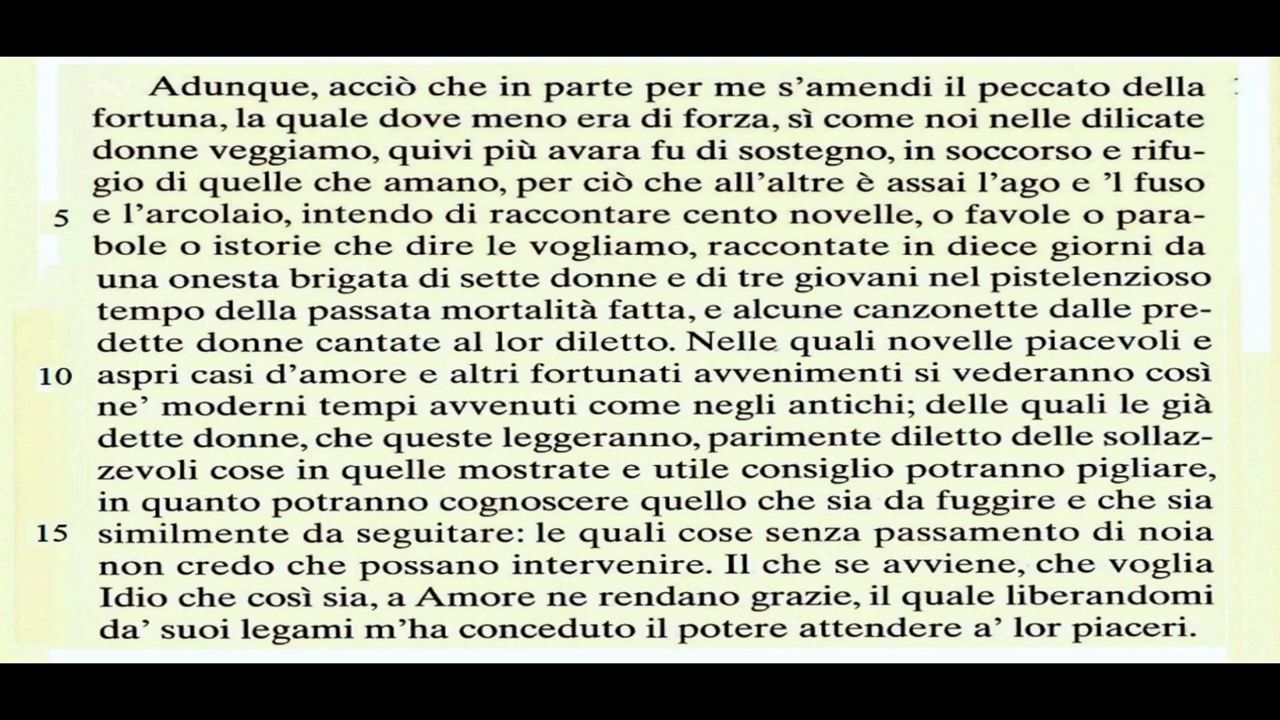 Adunque, acciò che in parte per me s'amendi il peccato della
fortuna, la quale dove meno era di forza, sì come noi nelle dilicate
donne veggiamo, quivi più avara fu di sostegno, in soccorso e rifu-
gio di quelle che amano, per ciò che all'altre è assai l'ago e 'l fuso
5 e l'arcolaio, intendo di raccontare cento novelle, o favole o para-
bole o istorie che dire le vogliamo, raccontate in diece giorni da
una onesta brigata di sette donne e di tre giovani nel pistelenzioso
tempo della passata mortalità fatta, e alcune canzonette dalle pre-
dette donne cantate al lor diletto. Nelle quali novelle piacevoli e
10 aspri casi d'amore e altri fortunati avvenimenti si vederanno così
ne' moderni tempi avvenuti come negli antichi; delle quali le già
dette donne, che queste leggeranno, parimente diletto delle sollaz-
zevoli cose in quelle mostrate e utile consiglio potranno pigliare,
in quanto potranno cognoscere quello che sia da fuggire e che sia
15 similmente da seguitare: le quali cose senza passamento di noia
non credo che possano intervenire. Il che se avviene, che voglia
Idio che così sia, a Amore ne rendano grazie, il quale liberandomi
da' suoi legami m'ha conceduto il potere attendere a' lor piaceri.